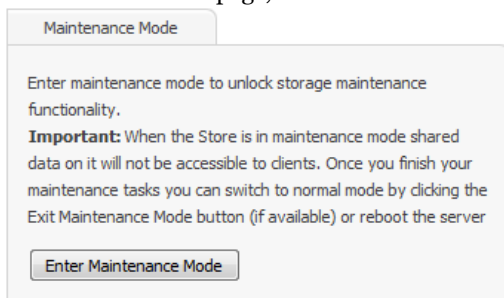 Maintenance Mode
Enter maintenance mode to unlock storage maintenance
functionality.
Important: When the Store is in maintenance mode shared
data on it will not be accessible to clients. Once you finish your
maintenance tasks you can switch to normal mode by clicking the
Exit Maintenance Mode button (if available) or reboot the server
Enter Maintenance Mode